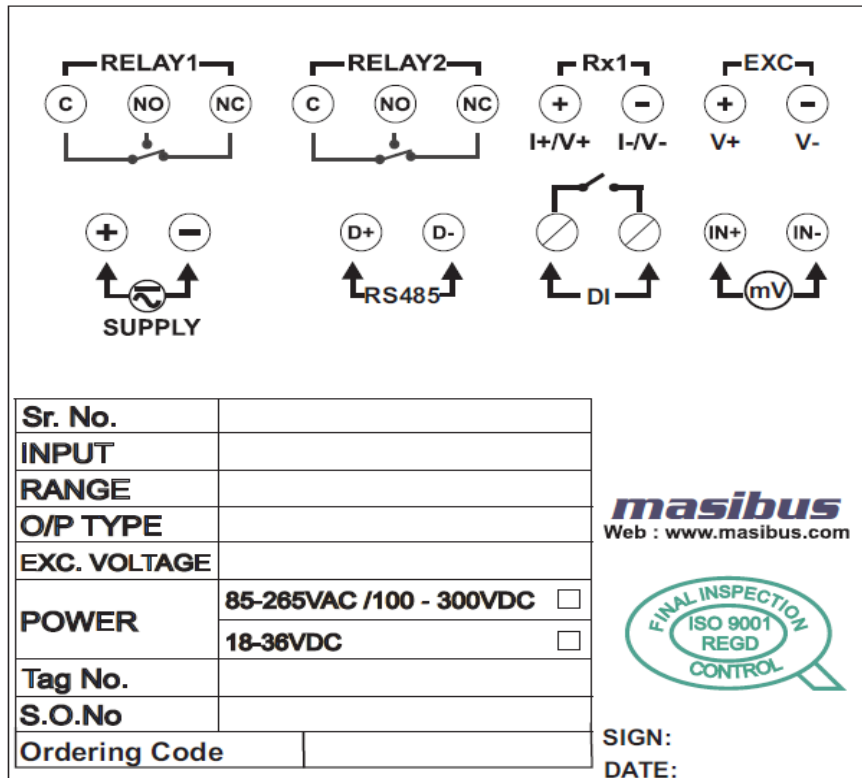 RELAY1 RELAY2 Rx1 EXC
C NO NC C NO NC + - + -
I+/V+ I-/V- V+ V-
+ - D+ D- IN+ IN-
RS485 DI mV
SUPPLY
Sr. No.
INPUT
RANGE
O/P TYPE
EXC. VOLTAGE
POWER
85-265VAC /100 - 300VDC
18-36VDC
Tag No.
S.O.No
Ordering Code
masibus
Web : www.masibus.com
FINAL INSPECTION
ISO 9001
REGD
CONTROL
SIGN:
DATE: